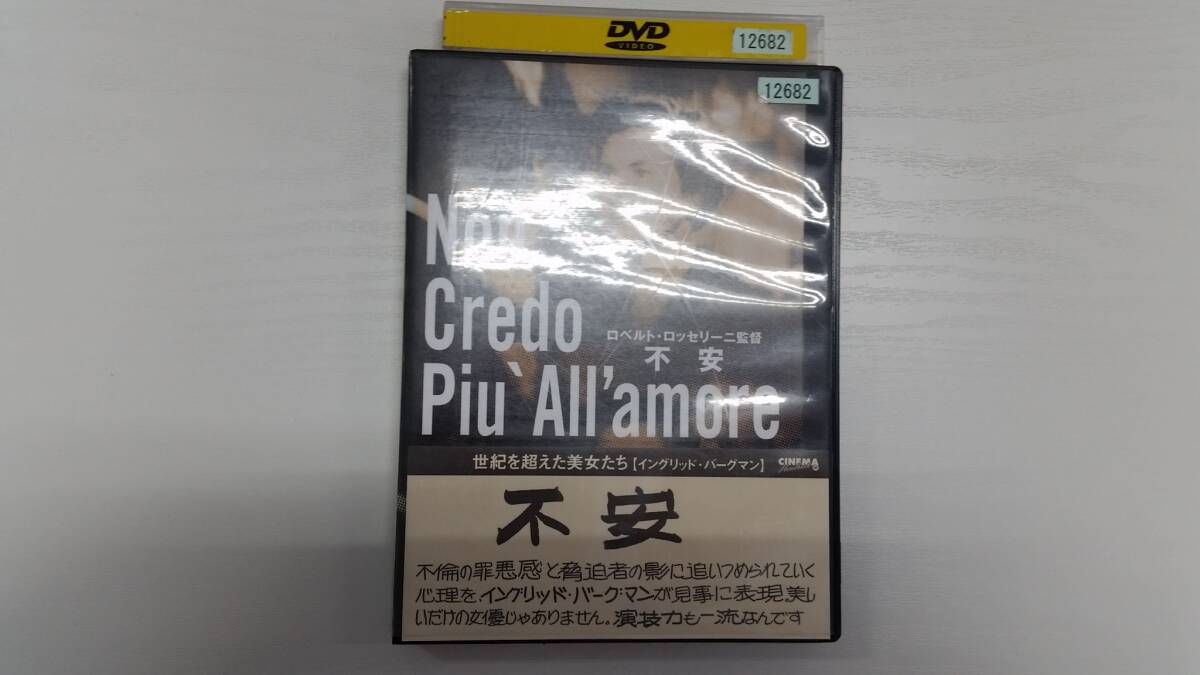 DVD
VIDEO
12682
12682
Non
Credo
ロベルト・ロッセリーニ監督
不安
Piu`All'amore
世紀を超えた美女たち【イングリッド・バーグマン】
CINEMA
不安
不倫の罪悪感と脅迫者の影に追いつめられていく
心理を、イングリッド・バーグマンが見事に表現。美し
いだけの女優じゃありません。演技力も一流なんです